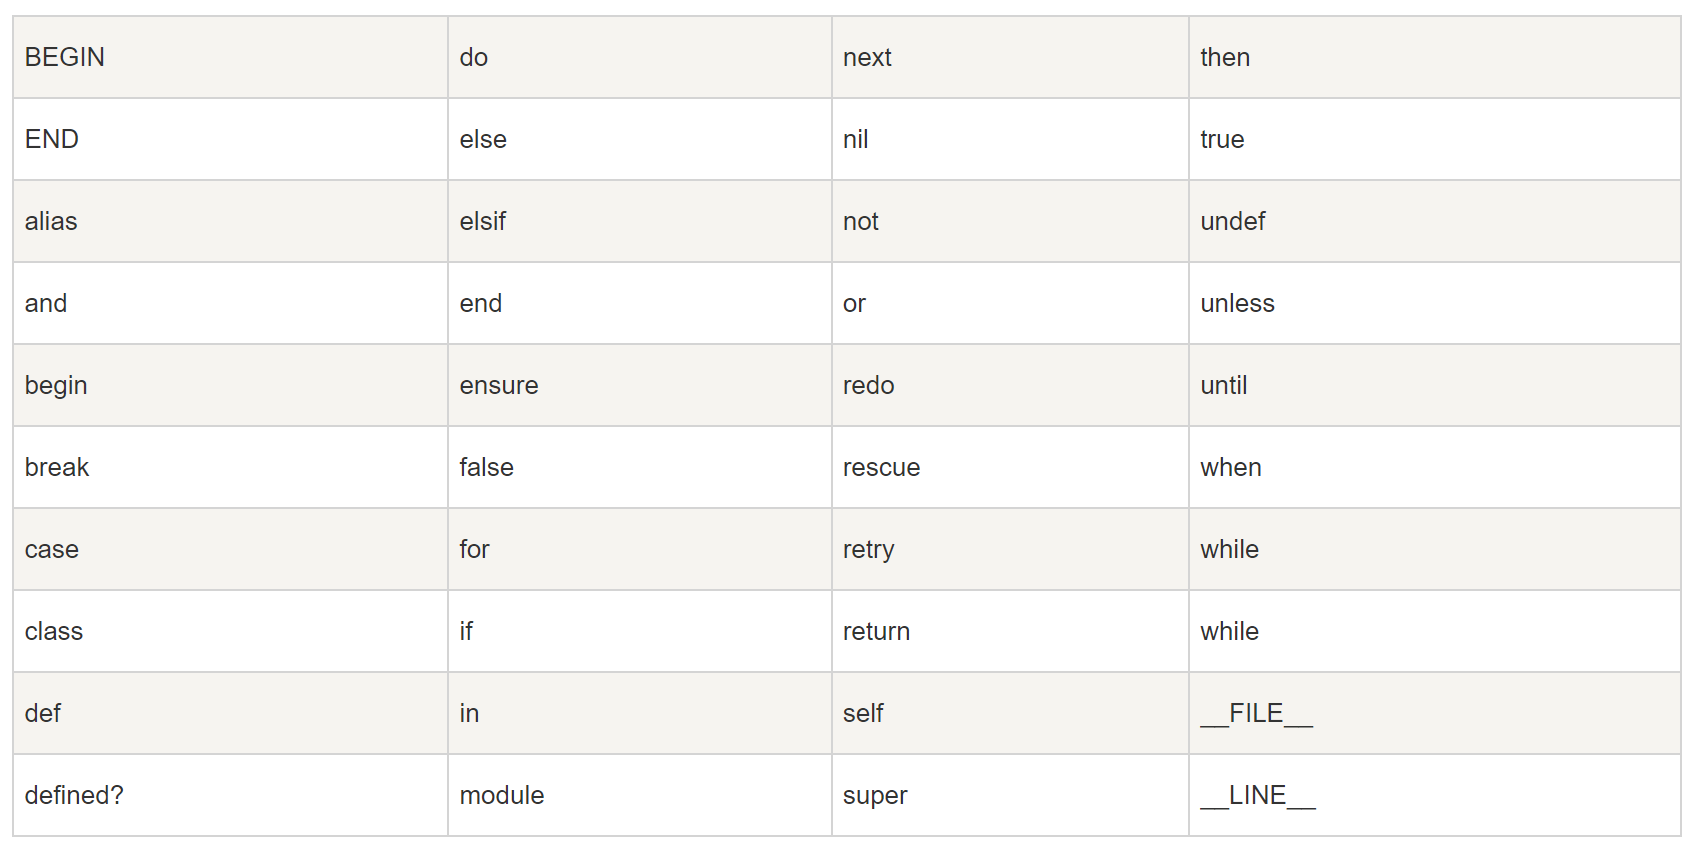 BEGIN do next then
END else nil true
alias elsif not undef
and end or unless
begin ensure redo until
break false rescue when
case for retry while
class if return while
def in self __FILE__
defined? module super __LINE__